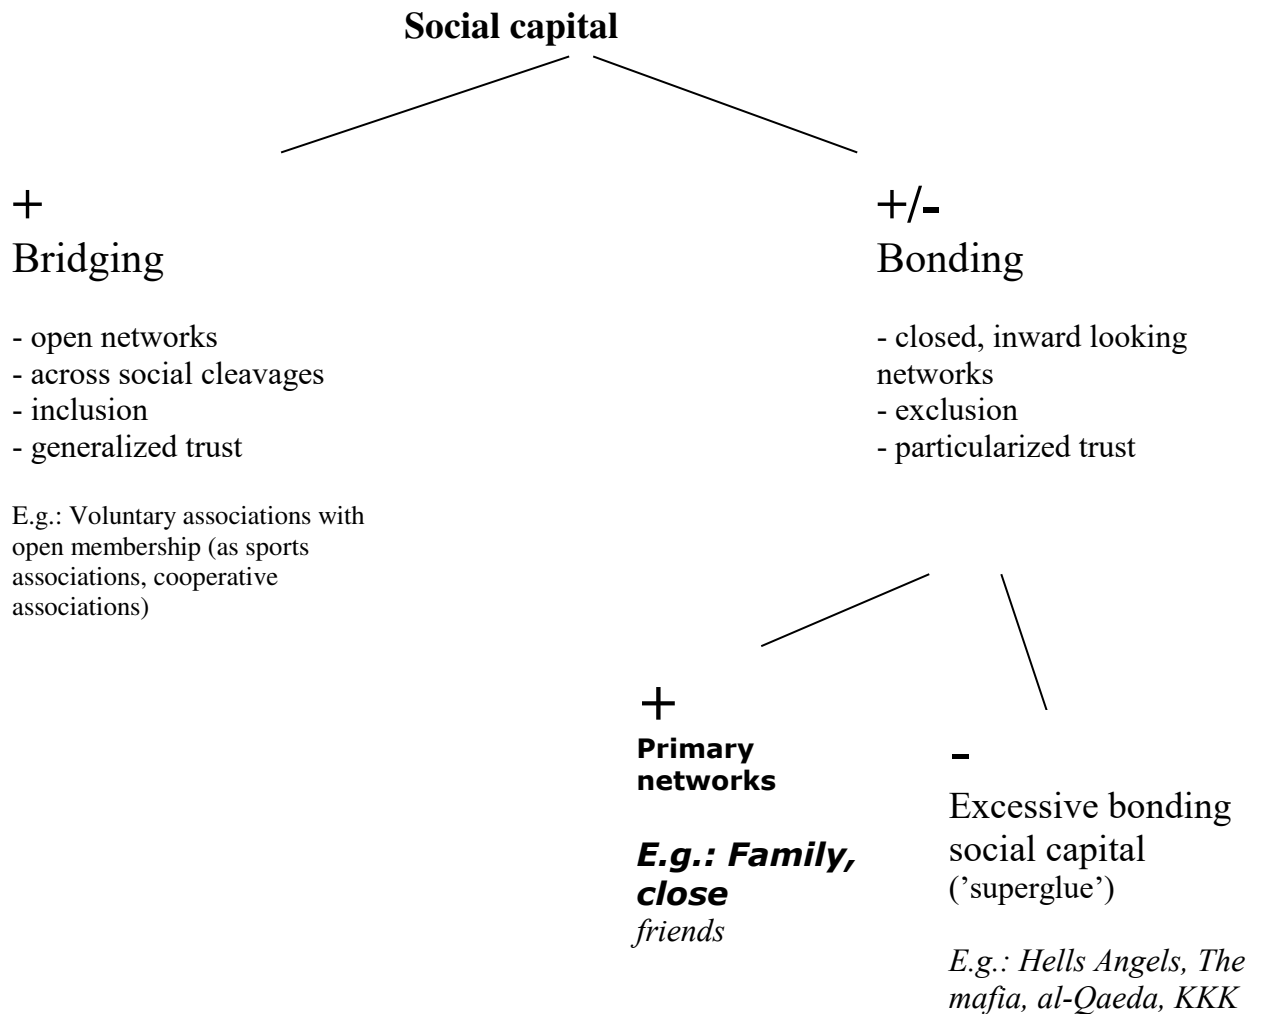 Social capital
+
Bridging
- open networks
- across social cleavages
- inclusion
- generalized trust
E.g.: Voluntary associations with
open membership (as sports
associations, cooperative
associations)
+/-
Bonding
- closed, inward looking
networks
- exclusion
- particularized trust
+
Primary
networks
E.g.: Family,
close
friends
-
Excessive bonding
social capital
(’superglue’)
E.g.: Hells Angels, The
mafia, al-Qaeda, KKK